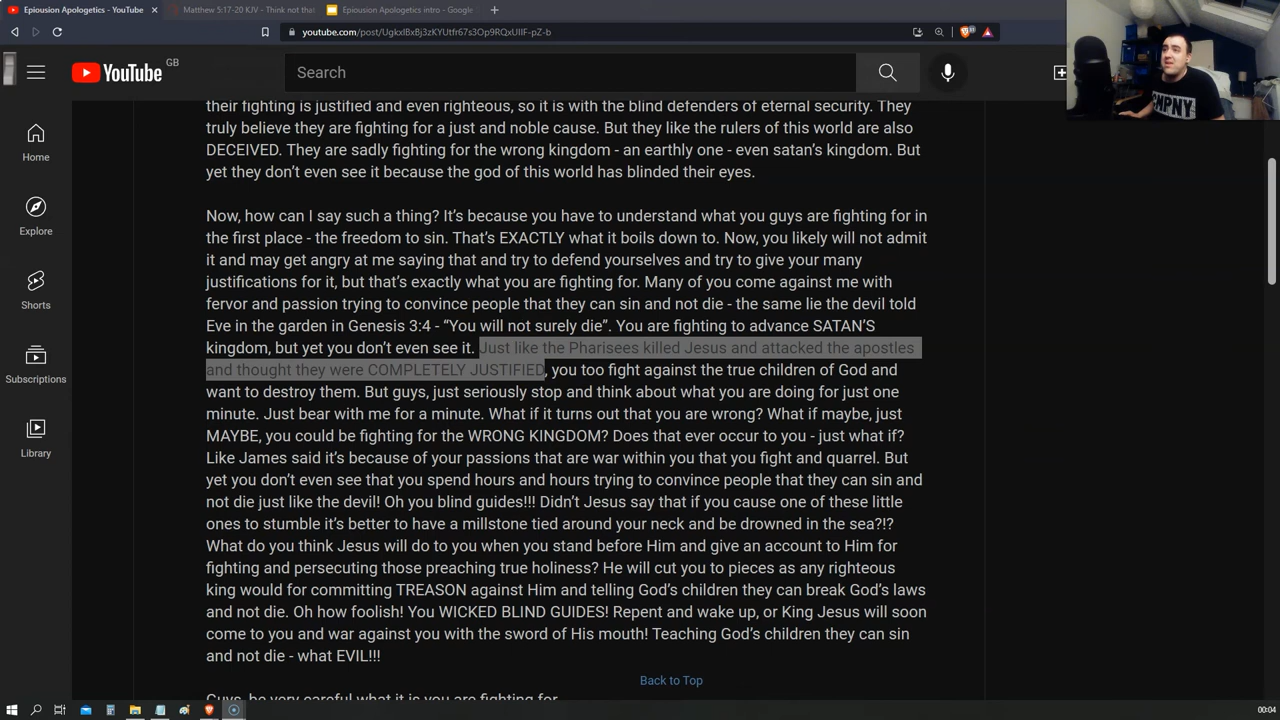 Epiousion Apologetics - YouTube
Matthew 5:17-20 KJV - Think not tha
Epiousion Apologetics intro - Google
youtube.com/post/UgkxlBxBj3zKYUtfr67s3Op9RQxUIIF-pZ-b
YouTube GB
Search
Home
Explore
Shorts
Subscriptions
Library
their fighting is justified and even righteous, so it is with the blind defenders of eternal security. They
truly believe they are fighting for a just and noble cause. But they like the rulers of this world are also
DECEIVED. They are sadly fighting for the wrong kingdom - an earthly one - even satan's kingdom. But
yet they don't even see it because the god of this world has blinded their eyes.
Now, how can I say such a thing? It's because you have to understand what you guys are fighting for in
the first place - the freedom to sin. That's EXACTLY what it boils down to. Now, you likely will not admit
it and may get angry at me saying that and try to defend yourselves and try to give your many
justifications for it, but that's exactly what you are fighting for. Many of you come against me with
fervor and passion trying to convince people that they can sin and not die - the same lie the devil told
Eve in the garden in Genesis 3:4 - “You will not surely die”. You are fighting to advance SATAN'S
kingdom, but yet you don't even see it. Just like the Pharisees killed Jesus and attacked the apostles
and thought they were COMPLETELY JUSTIFIED, you too fight against the true children of God and
want to destroy them. But guys, just seriously stop and think about what you are doing for just one
minute. Just bear with me for a minute. What if it turns out that you are wrong? What if maybe, just
MAYBE, you could be fighting for the WRONG KINGDOM? Does that ever occur to you - just what if?
Like James said it's because of your passions that are war within you that you fight and quarrel. But
yet you don't even see that you spend hours and hours trying to convince people that they can sin and
not die just like the devil! Oh you blind guides!!! Didn't Jesus say that if you cause one of these little
ones to stumble it's better to have a millstone tied around your neck and be drowned in the sea?!?
What do you think Jesus will do to you when you stand before Him and give an account to Him for
fighting and persecuting those preaching true holiness? He will cut you to pieces as any righteous
king would for committing TREASON against Him and telling God's children they can break God's laws
and not die. Oh how foolish! You WICKED BLIND GUIDES! Repent and wake up, or King Jesus will soon
come to you and war against you with the sword of His mouth! Teaching God's children they can sin
and not die - what EVIL!!!
Back to Top
Guys, be very careful what it is you are fighting for
00:04